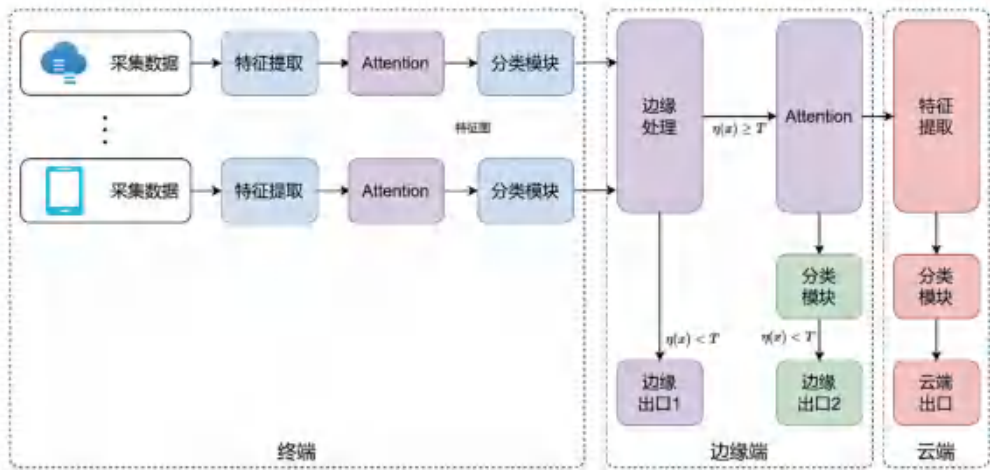 采集数据
特征提取
Attention
分类模块
特征图
采集数据
特征提取
Attention
分类模块
终端
边缘
处理
η(x) ≥ T
Attention
η(x) < T
分类
模块
η(x) < T
边缘
出口1
边缘
出口2
边缘端
特征
提取
分类
模块
云端
出口
云端